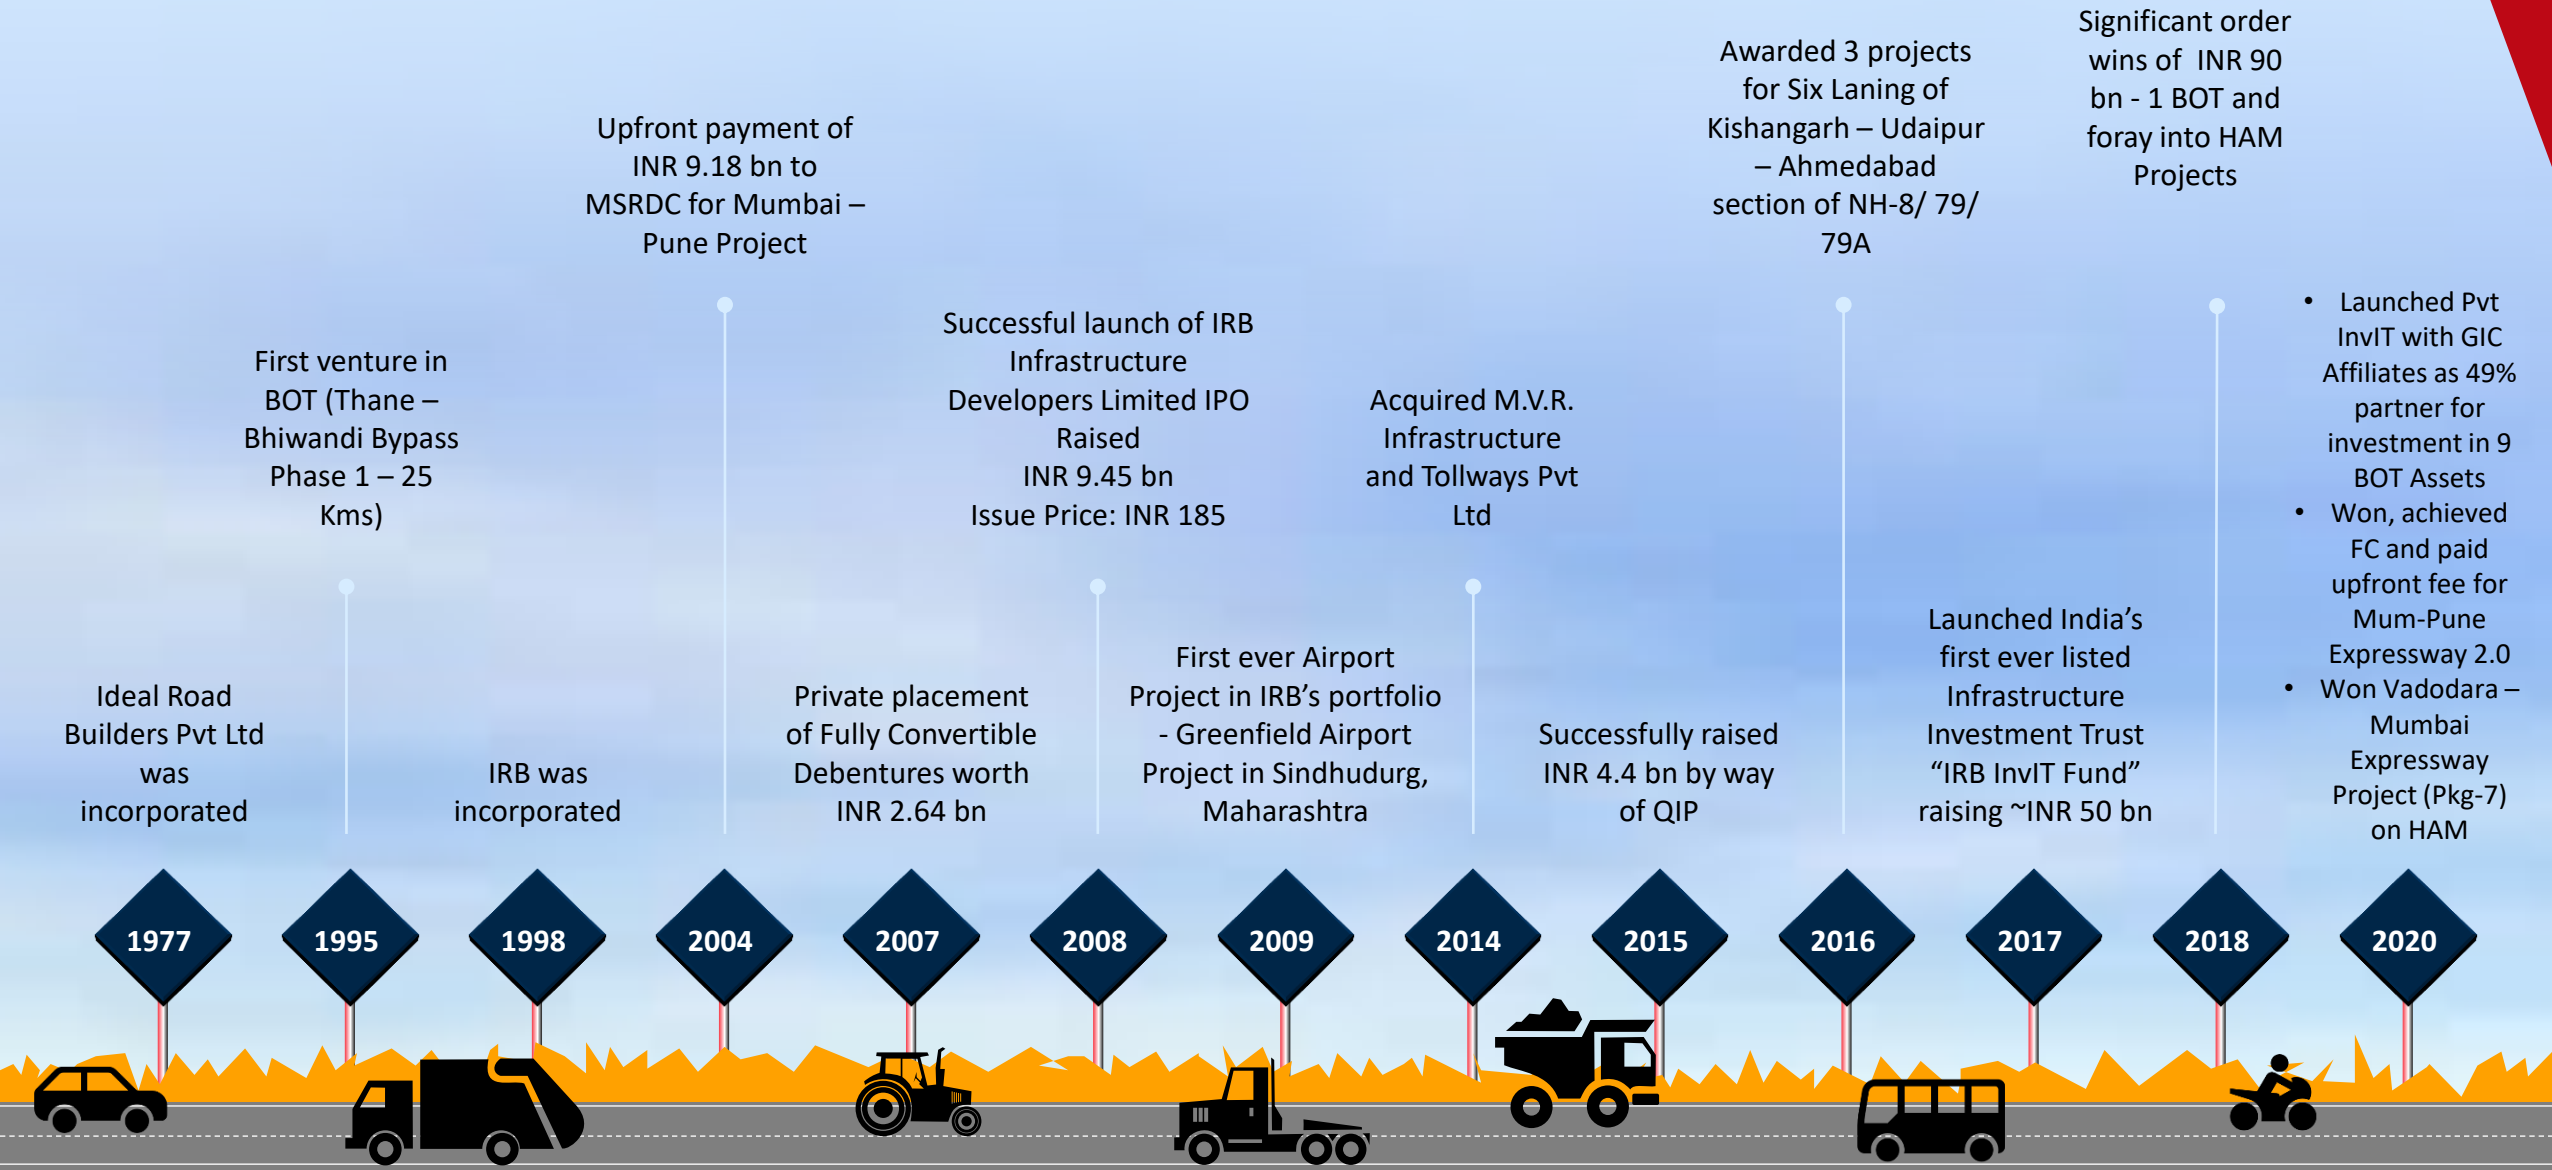 Ideal Road
Builders Pvt Ltd
was
incorporated
First venture in
BOT (Thane –
Bhiwandi Bypass
Phase 1 – 25
Kms)
IRB was
incorporated
Upfront payment of
INR 9.18 bn to
MSRDC for Mumbai –
Pune Project
Private placement
of Fully Convertible
Debentures worth
INR 2.64 bn
Successful launch of IRB
Infrastructure
Developers Limited IPO
Raised
INR 9.45 bn
Issue Price: INR 185
First ever Airport
Project in IRB’s portfolio
- Greenfield Airport
Project in Sindhudurg,
Maharashtra
Acquired M.V.R.
Infrastructure
and Tollways Pvt
Ltd
Successfully raised
INR 4.4 bn by way
of QIP
Awarded 3 projects
for Six Laning of
Kishangarh – Udaipur
– Ahmedabad
section of NH-8/ 79/
79A
Launched India’s
first ever listed
Infrastructure
Investment Trust
“IRB InvIT Fund”
raising ~INR 50 bn
Significant order
wins of INR 90
bn - 1 BOT and
foray into HAM
Projects
• Launched Pvt
InvIT with GIC
Affiliates as 49%
partner for
investment in 9
BOT Assets
• Won, achieved
FC and paid
upfront fee for
Mum-Pune
Expressway 2.0
• Won Vadodara –
Mumbai
Expressway
Project (Pkg-7)
on HAM
1977
1995
1998
2004
2007
2008
2009
2014
2015
2016
2017
2018
2020